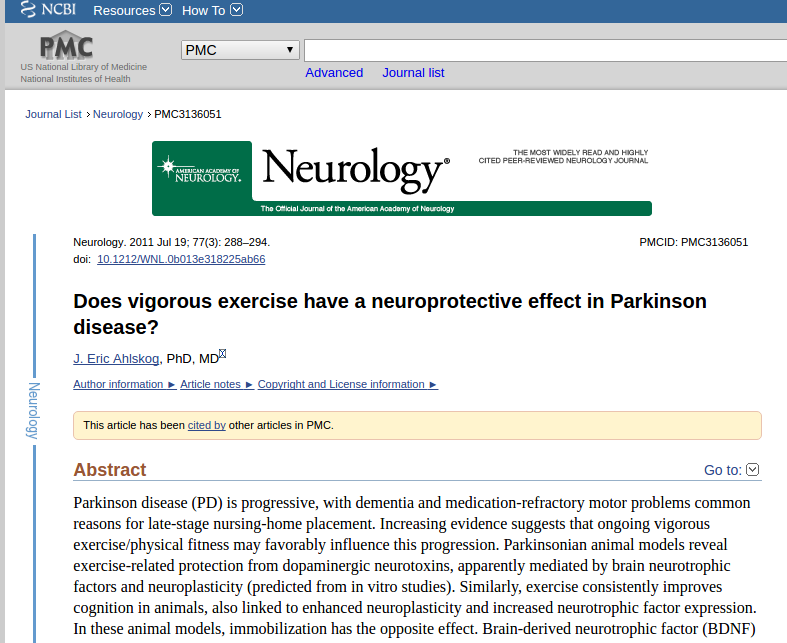 NCBI Resources How To
PMC
US National Library of Medicine
National Institutes of Health
PMC
Advanced Journal list
Journal List › Neurology › PMC3136051
AMERICAN ACADEMY OF
NEUROLOGY.
Neurology®
THE MOST WIDELY READ AND HIGHLY
CITED PEER-REVIEWED NEUROLOGY JOURNAL
The Official Journal of the American Academy of Neurology
Neurology. 2011 Jul 19; 77(3): 288–294. PMCID: PMC3136051
doi: 10.1212/WNL.0b013e318225ab66
Does vigorous exercise have a neuroprotective effect in Parkinson
disease?
J. Eric Ahlskog, PhD, MD
Author information ► Article notes ► Copyright and License information ►
Neurology
This article has been cited by other articles in PMC.
Abstract Go to:
Parkinson disease (PD) is progressive, with dementia and medication-refractory motor problems common
reasons for late-stage nursing-home placement. Increasing evidence suggests that ongoing vigorous
exercise/physical fitness may favorably influence this progression. Parkinsonian animal models reveal
exercise-related protection from dopaminergic neurotoxins, apparently mediated by brain neurotrophic
factors and neuroplasticity (predicted from in vitro studies). Similarly, exercise consistently improves
cognition in animals, also linked to enhanced neuroplasticity and increased neurotrophic factor expression.
In these animal models, immobilization has the opposite effect. Brain-derived neurotrophic factor (BDNF)